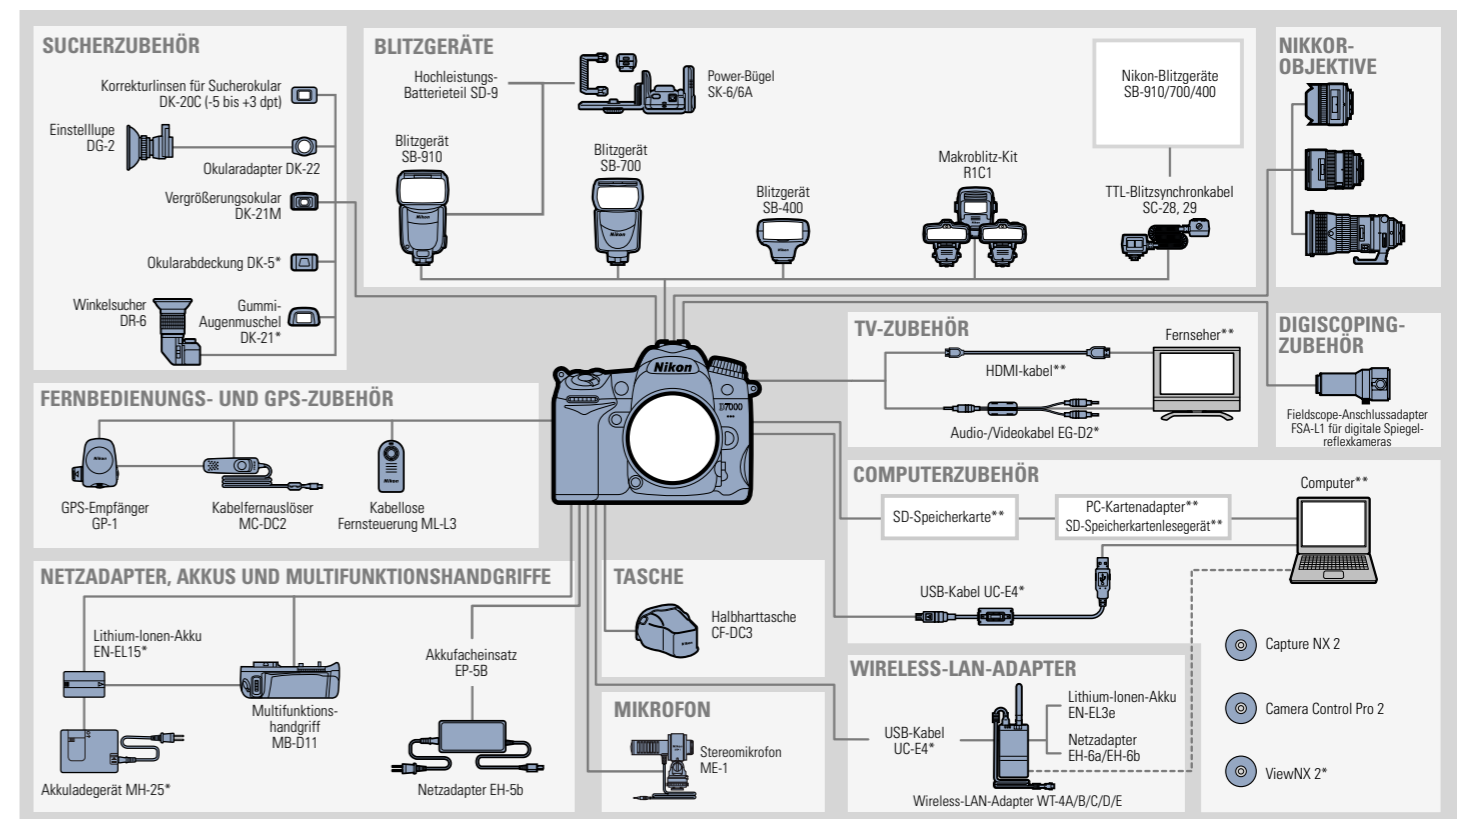 SUCHERZUBEHÖR
Korrekturlinsen für Sucherokular
DK-20C (-5 bis +3 dpt)
Einstelllupe
DG-2
Okularadapter DK-22
Vergrößerungsokular
DK-21M
Okularabdeckung DK-5*
Winkelsucher
DR-6
Gummi-
Augenmuschel
DK-21*
BLITZGERÄTE
Hochleistungs-
Batterieteil SD-9
Power-Bügel
SK-6/6A
Blitzgerät
SB-910
Blitzgerät
SB-700
Blitzgerät
SB-400
Makroblitz-Kit
R1C1
Nikon-Blitzgeräte
SB-910/700/400
TTL-Blitzsynchronkabel
SC-28, 29
NIKKOR-
OBJEKTIVE
FERNBEDIENUNGS- UND GPS-ZUBEHÖR
GPS-Empfänger
GP-1
Kabelfernauslöser
MC-DC2
Kabellose
Fernsteuerung ML-L3
Nikon
D7000
TV-ZUBEHÖR
HDMI-kabel**
Fernseher**
Audio-/Videokabel EG-D2*
DIGISCOPING-
ZUBEHÖR
Fieldscope-Anschlussadapter
FSA-L1 für digitale Spiegel-
reflexkameras
COMPUTERZUBEHÖR
SD-Speicherkarte**
PC-Kartenadapter**
SD-Speicherkartenlesegerät**
Computer**
USB-Kabel UC-E4*
Capture NX 2
Camera Control Pro 2
ViewNX 2*
NETZADAPTER, AKKUS UND MULTIFUNKTIONSHANDGRIFFE
Lithium-Ionen-Akku
EN-EL15*
Multifunktions-
handgriff
MB-D11
Akkuladegerät MH-25*
Akkufacheinsatz
EP-5B
Netzadapter EH-5b
TASCHE
Halbharttasche
CF-DC3
MIKROFON
Stereomikrofon
ME-1
WIRELESS-LAN-ADAPTER
USB-Kabel
UC-E4*
Lithium-Ionen-Akku
EN-EL3e
Netzadapter
EH-6a/EH-6b
Wireless-LAN-Adapter WT-4A/B/C/D/E